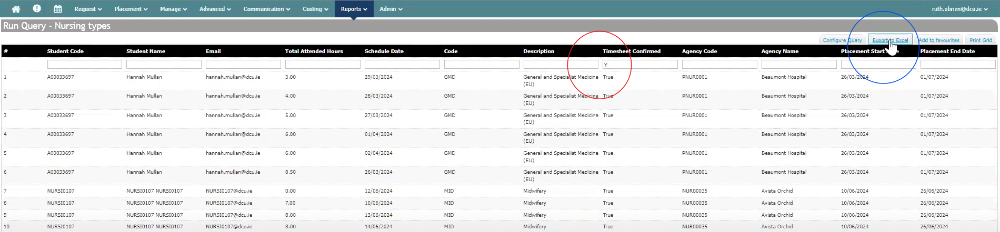 Request Placement Manage Advanced Communication Costing Reports Admin ruth.obrien@dcu.ie
Run Query - Nursing types
Configure Query Export to Excel Add to favourites Print Grid
# Student Code Student Name Email Total Attended Hours Schedule Date Code Description Timesheet Confirmed Agency Code Agency Name Placement Start Placement End Date
Y
1 A00033697 Hannah Mullan hannah.mullan@dcu.ie 3.00 29/03/2024 GMD General and Specialist Medicine True PNUR0001 Beaumont Hospital 26/03/2024 01/07/2024
(EU)
2 A00033697 Hannah Mullan hannah.mullan@dcu.ie 4.00 28/03/2024 GMD General and Specialist Medicine True PNUR0001 Beaumont Hospital 26/03/2024 01/07/2024
(EU)
3 A00033697 Hannah Mullan hannah.mullan@dcu.ie 5.00 27/03/2024 GMD General and Specialist Medicine True PNUR0001 Beaumont Hospital 26/03/2024 01/07/2024
(EU)
4 A00033697 Hannah Mullan hannah.mullan@dcu.ie 6.00 01/04/2024 GMD General and Specialist Medicine True PNUR0001 Beaumont Hospital 26/03/2024 01/07/2024
(EU)
5 A00033697 Hannah Mullan hannah.mullan@dcu.ie 6.00 02/04/2024 GMD General and Specialist Medicine True PNUR0001 Beaumont Hospital 26/03/2024 01/07/2024
(EU)
6 A00033697 Hannah Mullan hannah.mullan@dcu.ie 8.50 26/03/2024 GMD General and Specialist Medicine True PNUR0001 Beaumont Hospital 26/03/2024 01/07/2024
(EU)
7 NURSI0107 NURSI0107 NURSI0107 NURSI0107@dcu.ie 0.00 12/06/2024 MID Midwifery True NUR00035 Avista Orchid 10/06/2024 26/06/2024
8 NURSI0107 NURSI0107 NURSI0107 NURSI0107@dcu.ie 7.00 10/06/2024 MID Midwifery True NUR00035 Avista Orchid 10/06/2024 26/06/2024
9 NURSI0107 NURSI0107 NURSI0107 NURSI0107@dcu.ie 8.00 13/06/2024 MID Midwifery True NUR00035 Avista Orchid 10/06/2024 26/06/2024
10 NURSI0107 NURSI0107 NURSI0107 NURSI0107@dcu.ie 8.00 14/06/2024 MID Midwifery True NUR00035 Avista Orchid 10/06/2024 26/06/2024